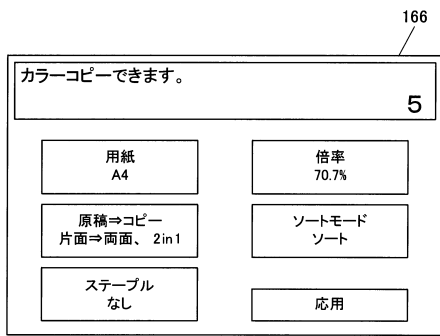 166
カラーコピーできます。
5
用紙
A4
倍率
70.7%
原稿⇒コピー
片面⇒両面、 2in1
ソートモード
ソート
ステープル
なし
応用